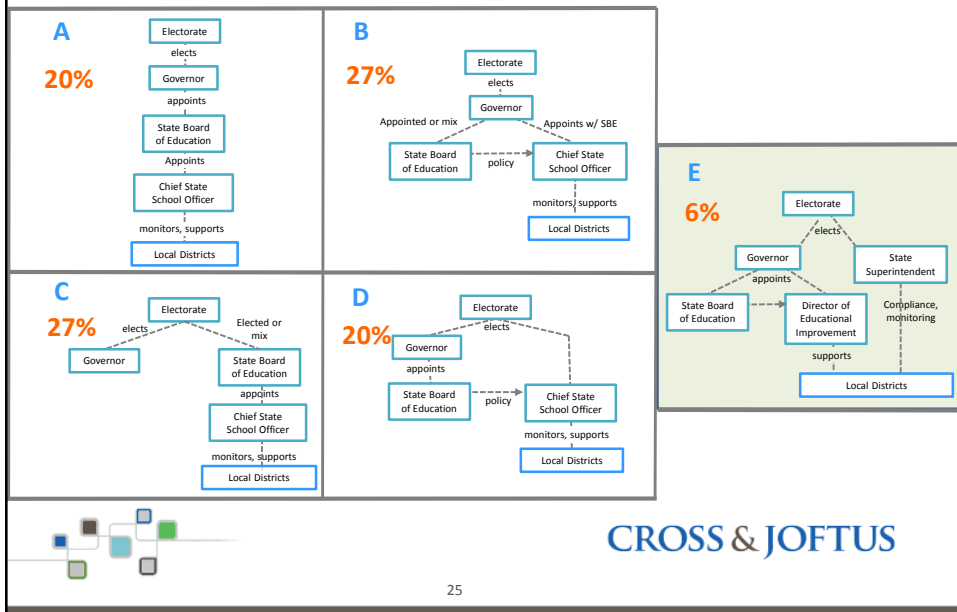 A
20%
Electorate
elects
Governor
appoints
State Board
of Education
Appoints
Chief State
School Officer
monitors, supports
Local Districts
B
27%
Electorate
elects
Governor
Appointed or mix
Appoints w/ SBE
State Board
of Education
policy
Chief State
School Officer
monitors, supports
Local Districts
C
27%
Electorate
elects
Elected or
mix
Governor
State Board
of Education
appoints
Chief State
School Officer
monitors, supports
Local Districts
D
20%
Electorate
elects
Governor
appoints
State Board
of Education
policy
Chief State
School Officer
monitors, supports
Local Districts
E
6%
Electorate
elects
Governor
appoints
State
Superintendent
State Board
of Education
Director of
Educational
Improvement
Compliance,
monitoring
supports
Local Districts
CROSS & JOFTUS
25